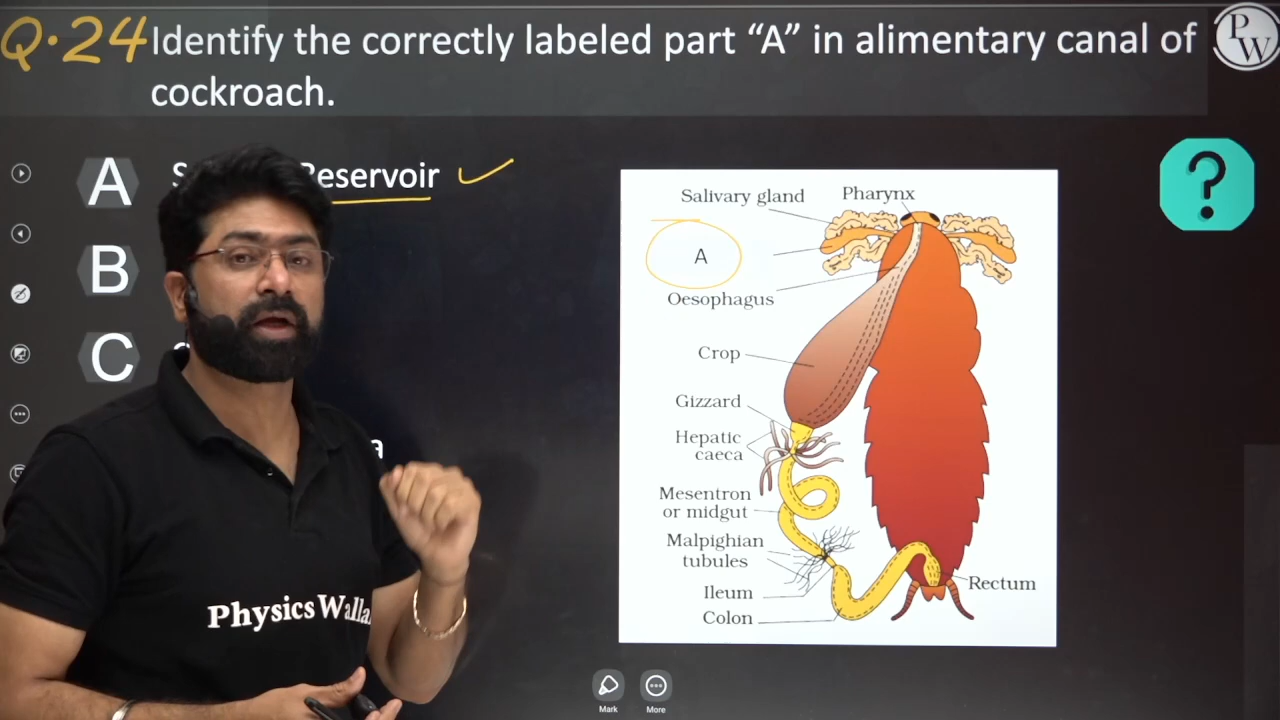 Q.24 Identify the correctly labeled part “A” in alimentary canal of
cockroach.
PW
A Reservoir
B
C
a
Salivary gland
Pharynx
A
Oesophagus
Crop
Gizzard
Hepatic
caeca
Mesentron
or midgut
Malpighian
tubules
Ileum
Colon
Rectum
Physics Walla
Mark
More
?